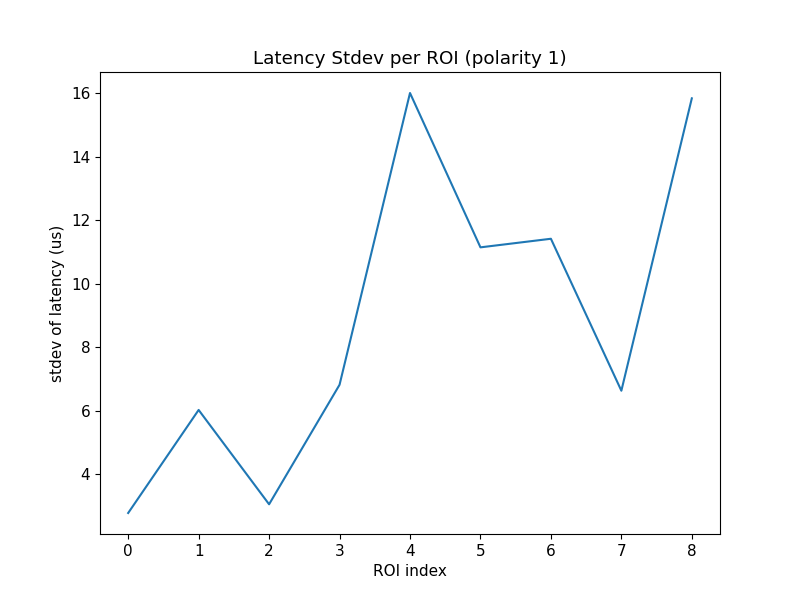 Latency Stdev per ROI (polarity 1)
stdev of latency (us)
16
14
12
10
8
6
4
0 1 2 3 4 5 6 7 8
ROI index